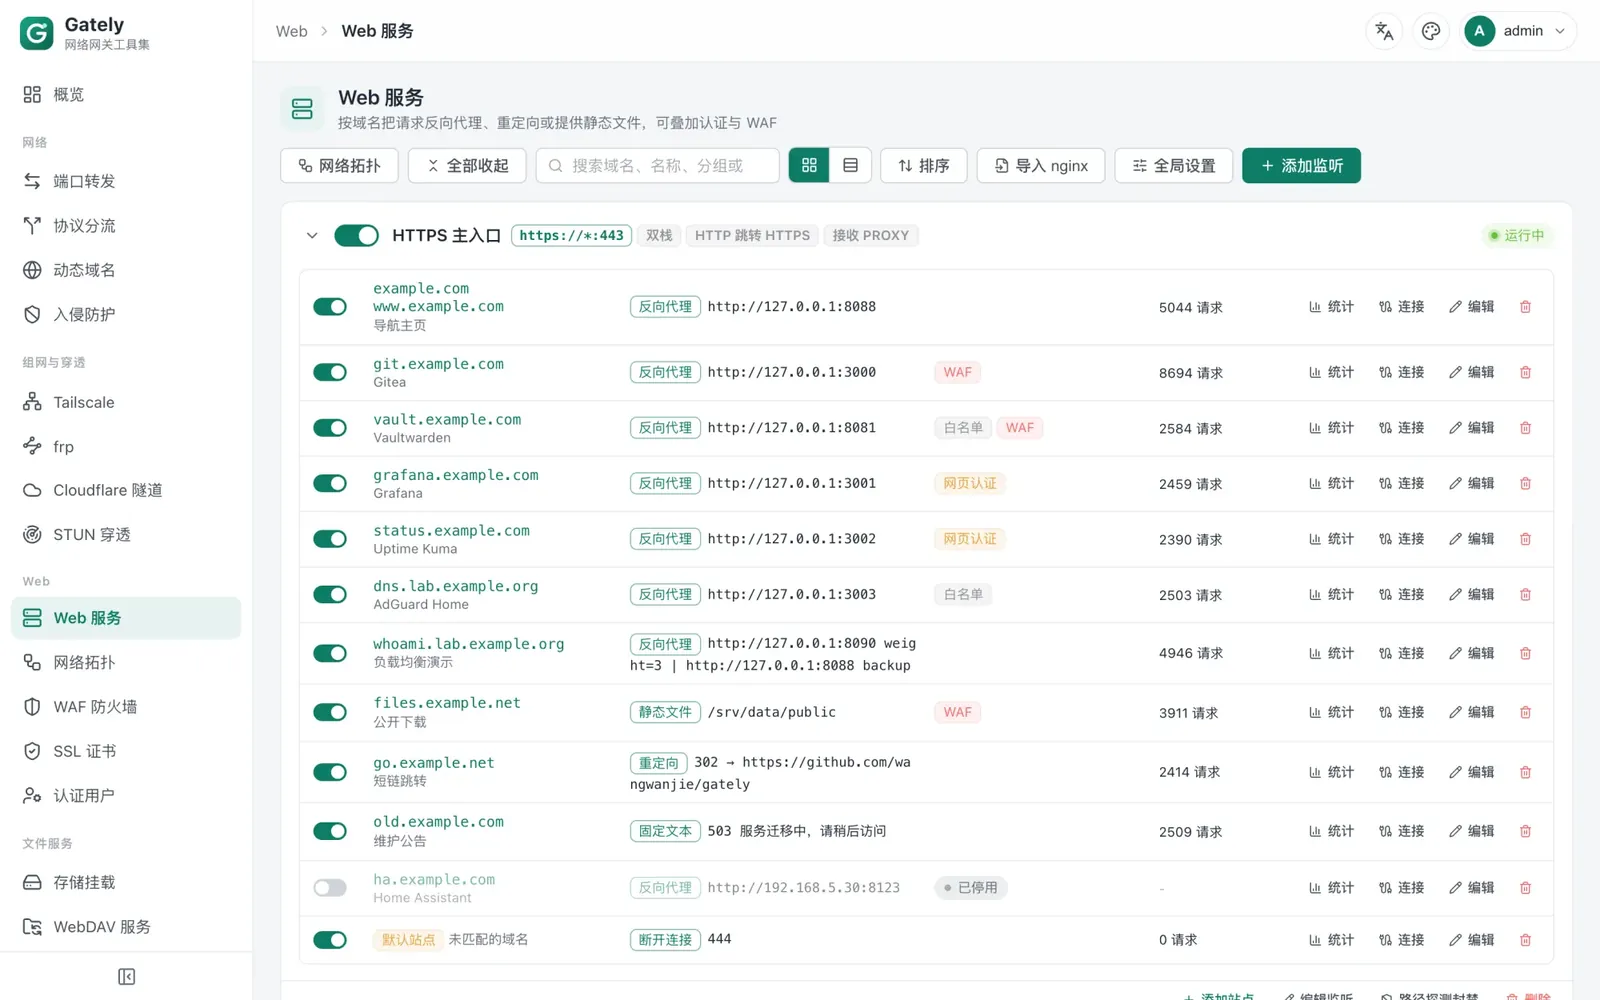 Gately
网络网关工具集
概览
网络
端口转发
协议分流
动态域名
入侵防护
组网与穿透
Tailscale
frp
Cloudflare 隧道
STUN 穿透
Web
Web 服务
网络拓扑
WAF 防火墙
SSL 证书
认证用户
文件服务
存储挂载
WebDAV 服务
Web > Web 服务
A admin
Web 服务
按域名把请求反向代理、重定向或提供静态文件，可叠加认证与 WAF
网络拓扑 全部收起 搜索域名、名称、分组或 排序 导入 nginx 全局设置 + 添加监听
HTTPS 主入口 https://*:443 双栈 HTTP 跳转 HTTPS 接收 PROXY 运行中
example.com
www.example.com
导航主页
反向代理 http://127.0.0.1:8088 5044 请求 统计 连接 编辑
git.example.com
Gitea
反向代理 http://127.0.0.1:3000 WAF 8694 请求 统计 连接 编辑
vault.example.com
Vaultwarden
反向代理 http://127.0.0.1:8081 白名单 WAF 2584 请求 统计 连接 编辑
grafana.example.com
Grafana
反向代理 http://127.0.0.1:3001 网页认证 2459 请求 统计 连接 编辑
status.example.com
Uptime Kuma
反向代理 http://127.0.0.1:3002 网页认证 2390 请求 统计 连接 编辑
dns.lab.example.org
AdGuard Home
反向代理 http://127.0.0.1:3003 白名单 2503 请求 统计 连接 编辑
whoami.lab.example.org
负载均衡演示
反向代理 http://127.0.0.1:8090 weig
ht=3 | http://127.0.0.1:8088 backup
4946 请求 统计 连接 编辑
files.example.net
公开下载
静态文件 /srv/data/public WAF 3911 请求 统计 连接 编辑
go.example.net
短链跳转
重定向 302 → https://github.com/wa
ngwanjie/gately
2414 请求 统计 连接 编辑
old.example.com
维护公告
固定文本 503 服务迁移中，请稍后访问 2509 请求 统计 连接 编辑
ha.example.com
Home Assistant
反向代理 http://192.168.5.30:8123 已停用 - 统计 连接 编辑
默认站点 未匹配的域名 断开连接 444 0 请求 统计 连接 编辑
+ 添加站点 编辑监听 路径探测封禁 删除